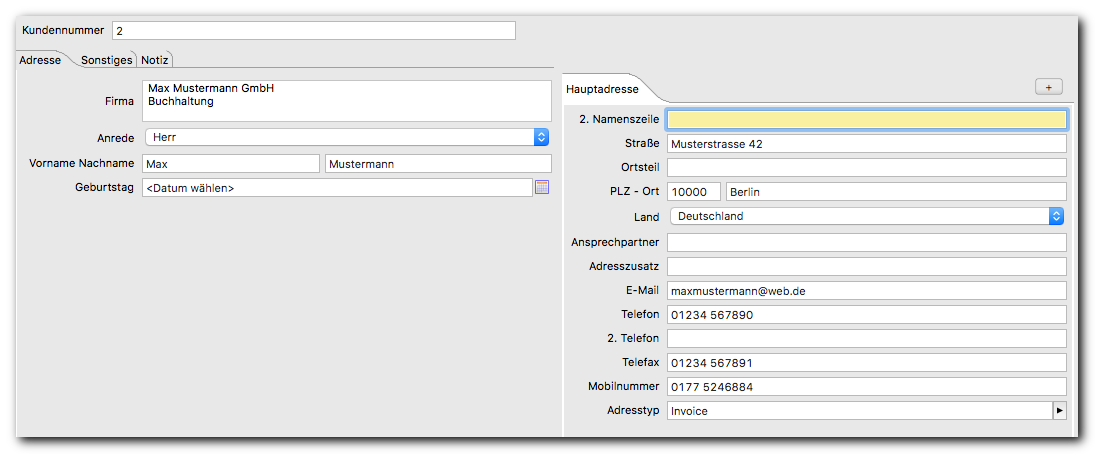 Kundennummer 2
Adresse Sonstiges Notiz
Firma Max Mustermann GmbH
Buchhaltung
Anrede Herr
Vorname Nachname Max Mustermann
Geburtstag <Datum wählen>
Hauptadresse +
2. Namenszeile
Straße Musterstrasse 42
Ortsteil
PLZ - Ort 10000 Berlin
Land Deutschland
Ansprechpartner
Adresszusatz
E-Mail maxmustermann@web.de
Telefon 01234 567890
2. Telefon
Telefax 01234 567891
Mobilnummer 0177 5246884
Adresstyp Invoice